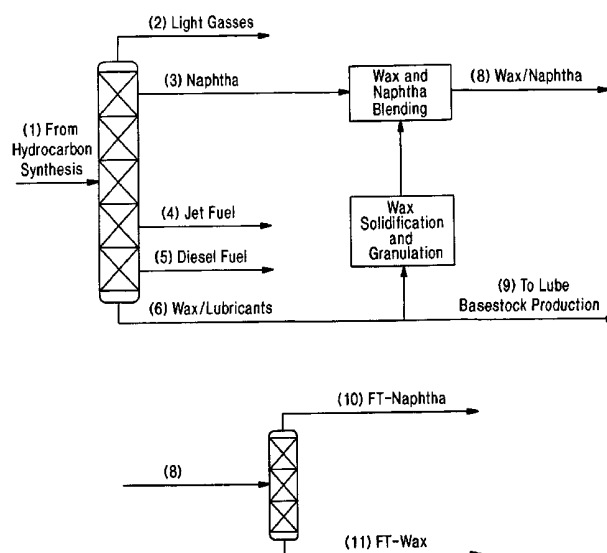 (2) Light Gasses
(3) Naphtha
Wax and
Naphtha
Blending
(8) Wax/Naphtha
(1) From
Hydrocarbon
Synthesis
(4) Jet Fuel
Wax
Solidification
and
Granulation
(5) Diesel Fuel
(6) Wax/Lubricants
(9) To Lube
Basestock Production
(10) FT-Naphtha
(8)
(11) FT-Wax